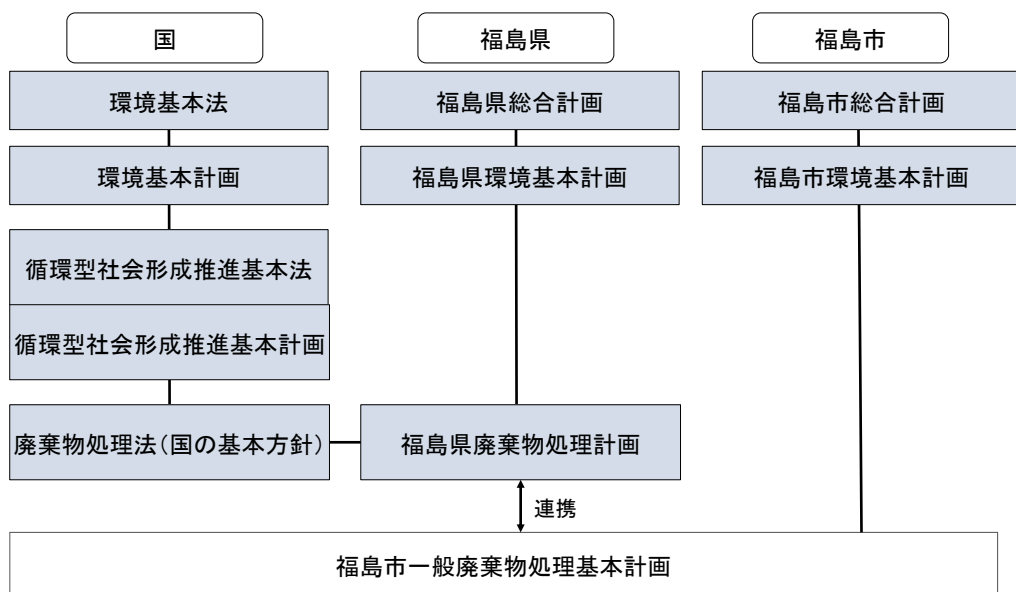 国
福島県
福島市
環境基本法
福島県総合計画
福島市総合計画
環境基本計画
福島県環境基本計画
福島市環境基本計画
循環型社会形成推進基本法
循環型社会形成推進基本計画
廃棄物処理法(国の基本方針)
福島県廃棄物処理計画
連携
福島市一般廃棄物処理基本計画